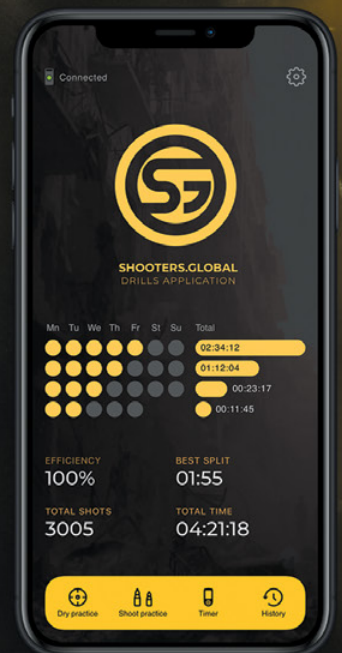 Connected
SG
SHOOTERS.GLOBAL
DRILLS APPLICATION
Mn Tu We Th Fr St Su Total
02:34:12
01:12:04
00:23:17
00:11:45
EFFICIENCY BEST SPLIT
100% 01:55
TOTAL SHOTS TOTAL TIME
3005 04:21:18
Dry practice Shoot practice Timer History